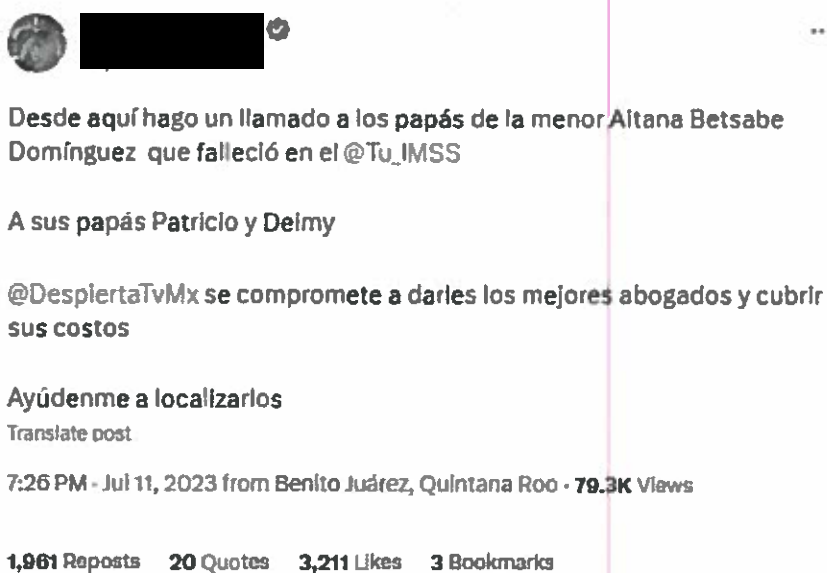 Desde aquí hago un llamado a los papás de la menor Aitana Betsabe
Domínguez que falleció en el @Tu_IMSS
A sus papás Patricio y Deimy
@DespiertaTvMx se compromete a darles los mejores abogados y cubrir
sus costos
Ayúdenme a localizarlos
Translate post
7:26 PM · Jul 11, 2023 from Benito Juárez, Quintana Roo · 79.3K Views
1,961 Reposts 20 Quotes 3,211 Likes 3 Bookmarks